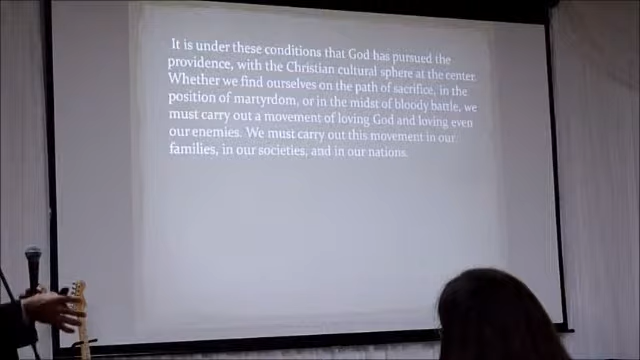 It is under these conditions that God has pursued the
providence, with the Christian cultural sphere at the center.
Whether we find ourselves on the path of sacrifice, in the
position of martyrdom, or in the midst of bloody battle, we
must carry out a movement of loving God and loving even
our enemies. We must carry out this movement in our
families, in our societies, and in our nations.